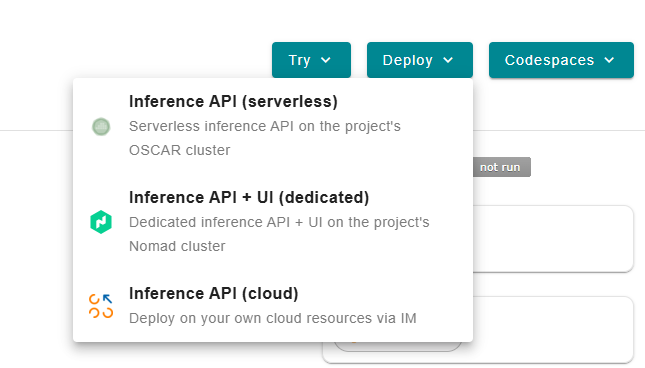 Try
Deploy
Codespaces
Inference API (serverless)
Serverless inference API on the project's
OSCAR cluster
not run
Inference API + UI (dedicated)
Dedicated inference API + UI on the project's
Nomad cluster
Inference API (cloud)
Deploy on your own cloud resources via IM